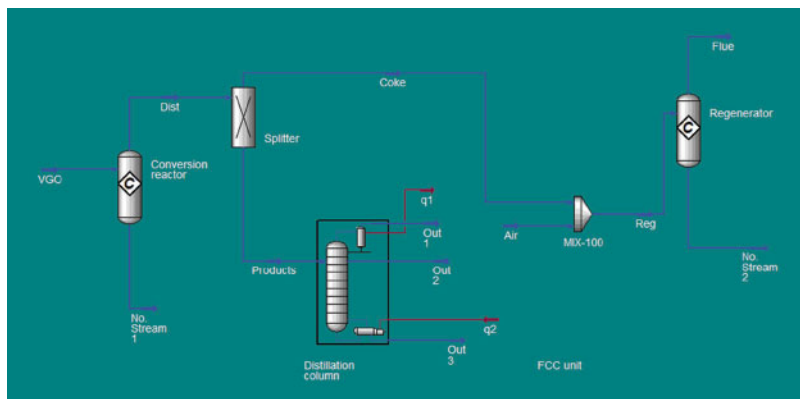 Flue
Coke
Dist
Regenerator
Splitter
Conversion
reactor
VGO
q1
Out
1
Air
MIX-100
Reg
Products
Out
2
No.
Stream
2
No.
Stream
1
q2
Out
3
Distillation
column
FCC unit
C
C